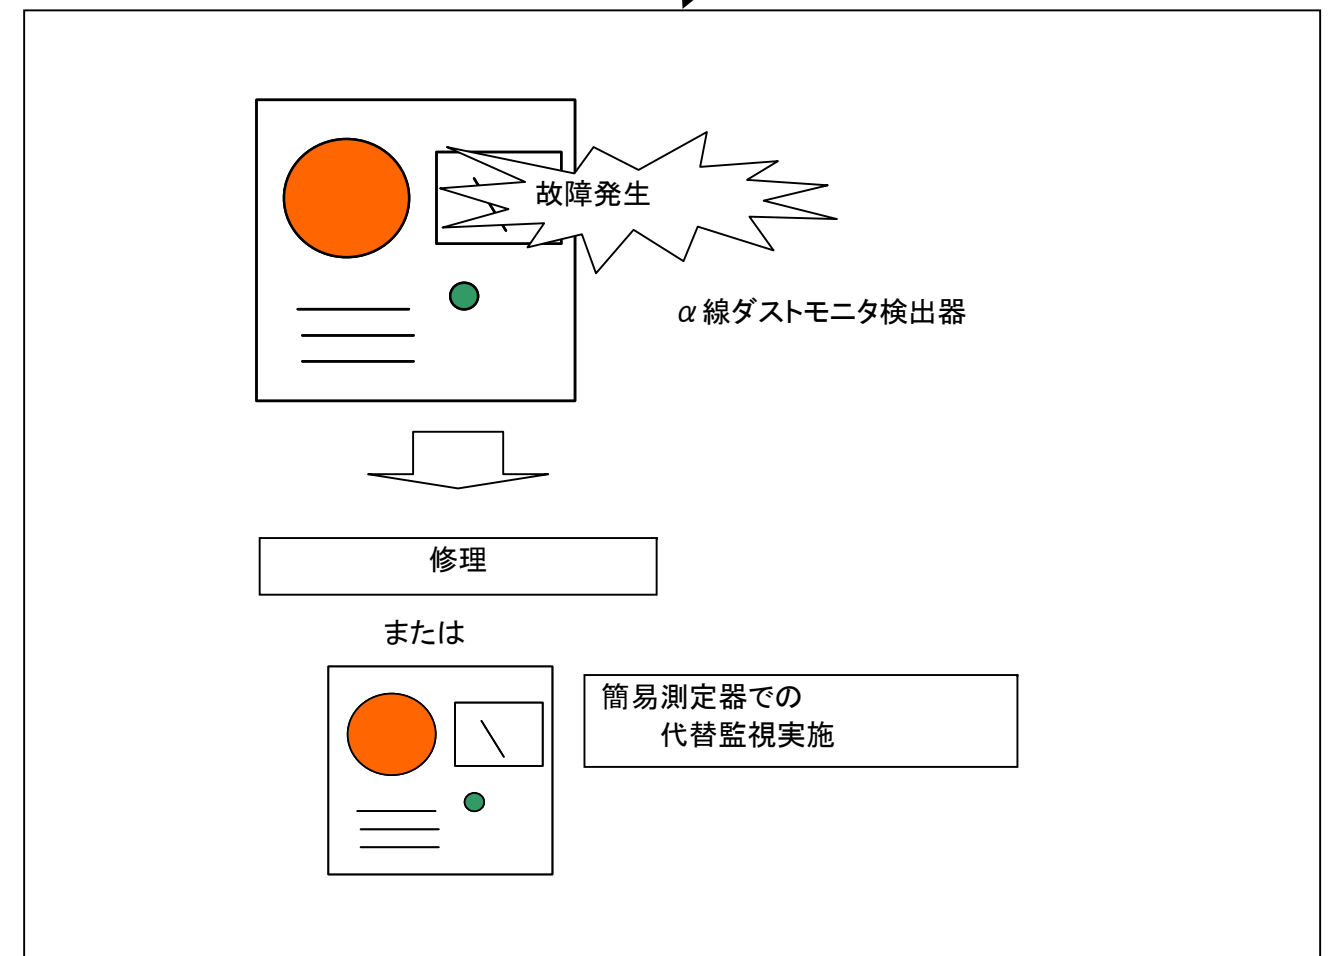 故障発生
α線ダストモニタ検出器
修理
または
簡易測定器での
代替監視実施